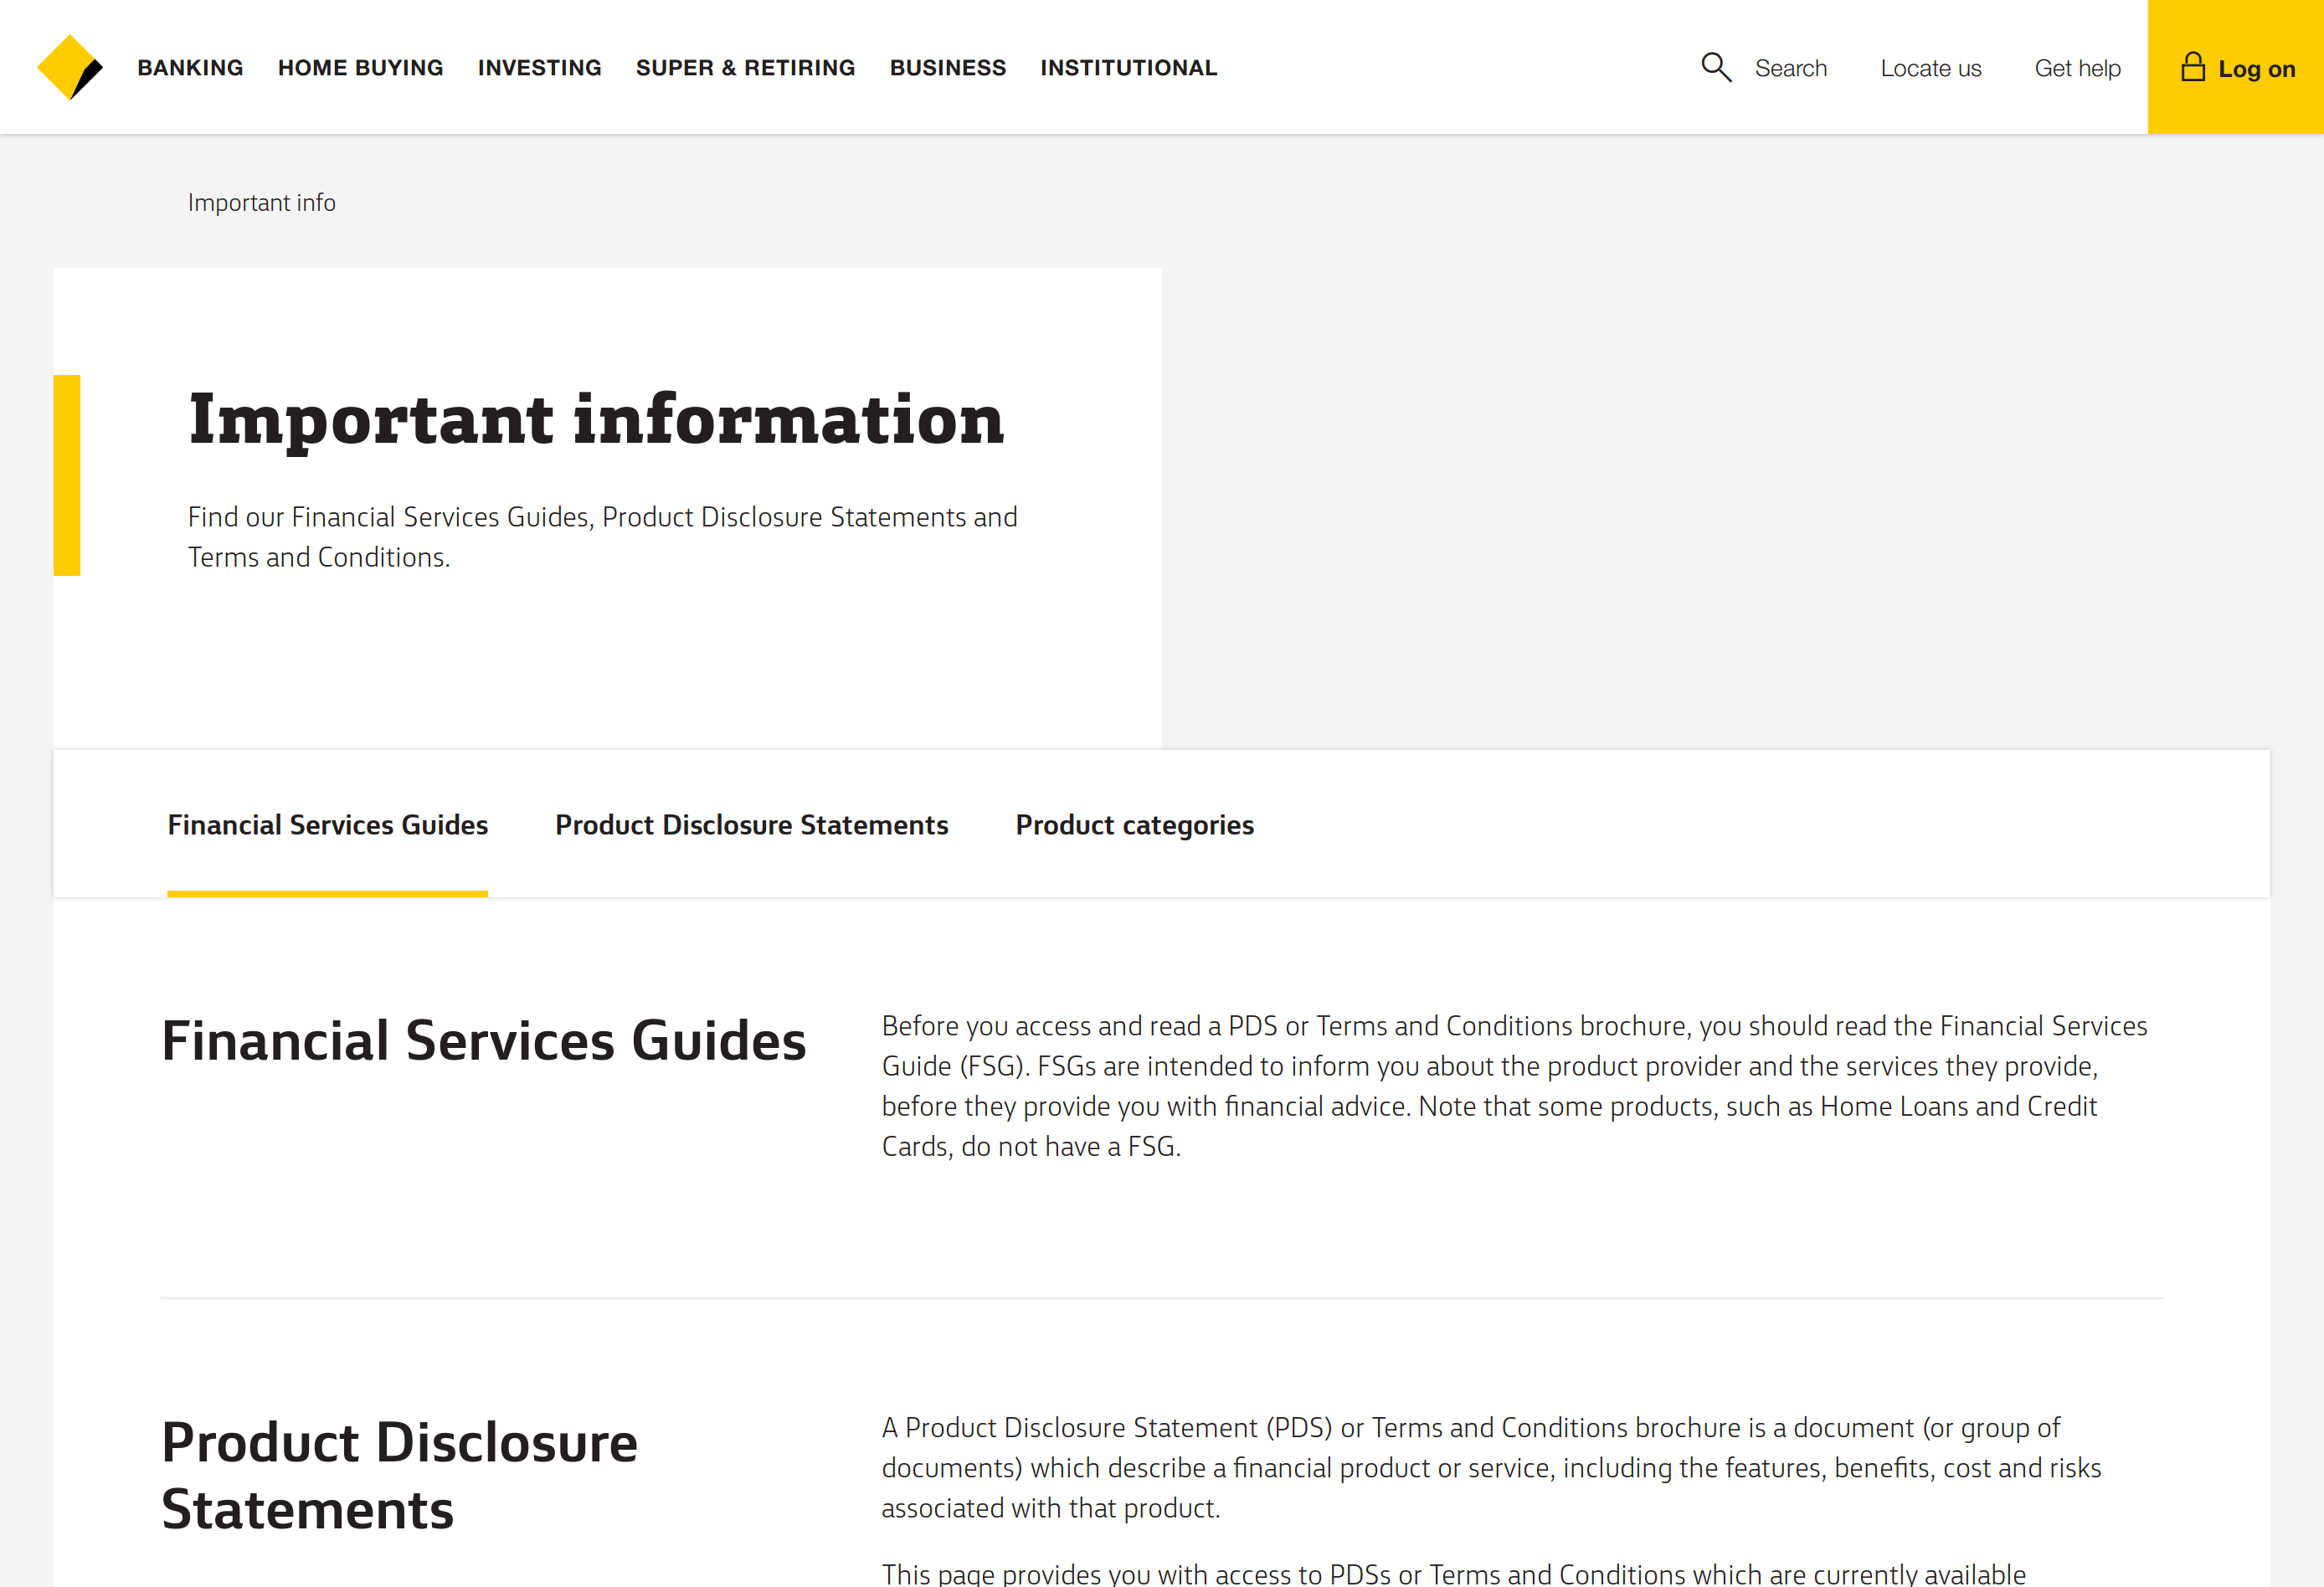 BANKING HOME BUYING INVESTING SUPER & RETIRING BUSINESS INSTITUTIONAL Search Locate us Get help Log on
Important info
Important information
Find our Financial Services Guides, Product Disclosure Statements and
Terms and Conditions.
Financial Services Guides Product Disclosure Statements Product categories
Financial Services Guides
Before you access and read a PDS or Terms and Conditions brochure, you should read the Financial Services
Guide (FSG). FSGs are intended to inform you about the product provider and the services they provide,
before they provide you with financial advice. Note that some products, such as Home Loans and Credit
Cards, do not have a FSG.
Product Disclosure
Statements
A Product Disclosure Statement (PDS) or Terms and Conditions brochure is a document (or group of
documents) which describe a financial product or service, including the features, benefits, cost and risks
associated with that product.
This page provides you with access to PDSs or Terms and Conditions which are currently available